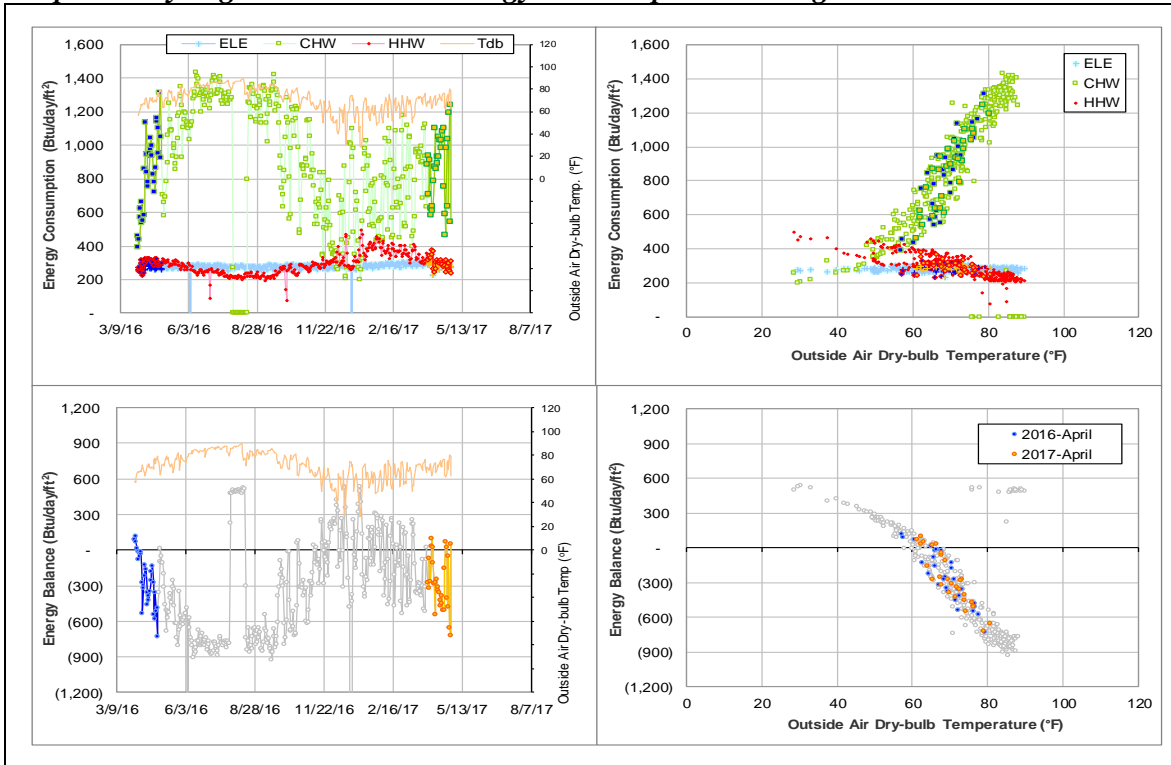 ELE CHW HHW Tdb
Energy Consumption (Btu/day/ft²)
1,600
1,400
1,200
1,000
800
600
400
200
-
120
100
80
60
40
20
0
Outside Air Dry-bulb Temp. (°F)
3/9/16 6/3/16 8/28/16 11/22/16 2/16/17 5/13/17 8/7/17
Energy Consumption (Btu/day/ft²)
1,600
1,400
1,200
1,000
800
600
400
200
-
ELE
CHW
HHW
0 20 40 60 80 100 120
Outside Air Dry-bulb Temperature (°F)
Energy Balance (Btu/day/ft²)
1,200
900
600
300
-
(300)
(600)
(900)
(1,200)
120
100
80
60
40
20
0
Outside Air Dry-bulb Temp (°F)
3/9/16 6/3/16 8/28/16 11/22/16 2/16/17 5/13/17 8/7/17
Energy Balance (Btu/day/ft²)
1,200
900
600
300
-
(300)
(600)
(900)
(1,200)
2016-April
2017-April
0 20 40 60 80 100 120
Outside Air Dry-bulb Temperature (°F)